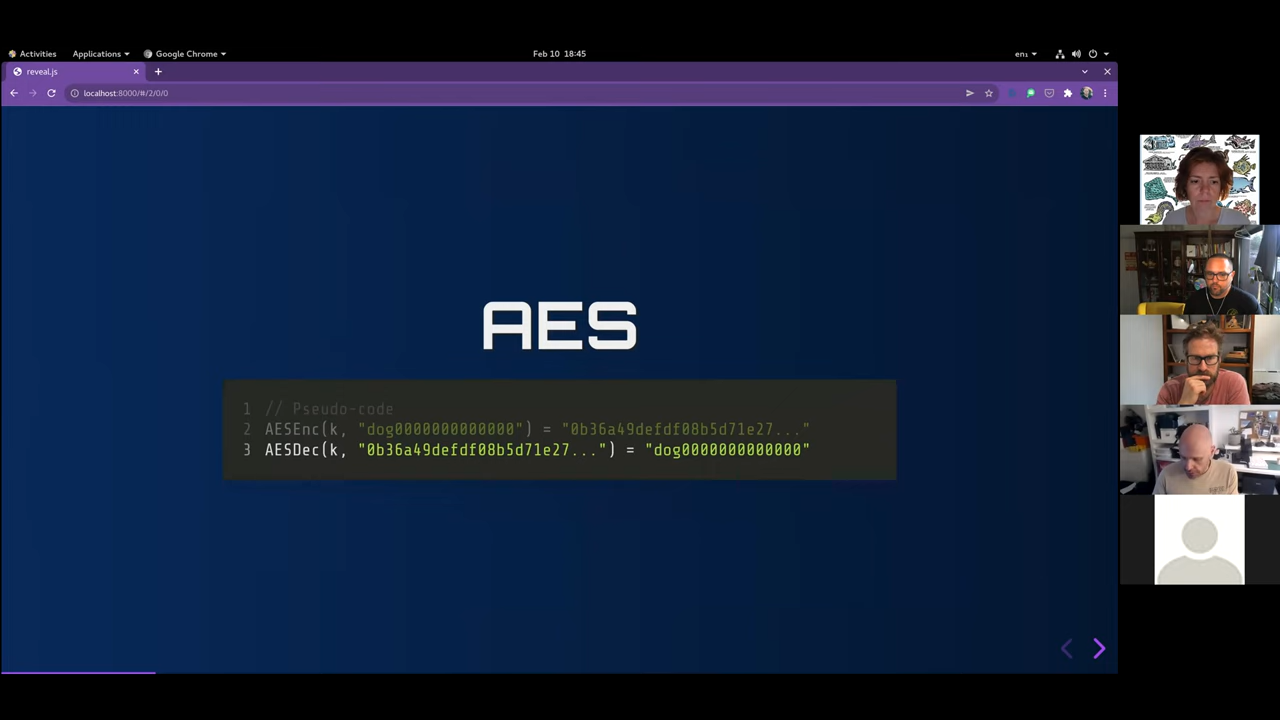 Activities Applications Google Chrome Feb 10 18:45 en₁
reveal.js
localhost:8000/#/2/0/0
AES
1 // Pseudo-code
2 AESEnc(k, "dog0000000000000") = "0b36a49defdf08b5d71e27..."
3 AESDec(k, "0b36a49defdf08b5d71e27...") = "dog0000000000000"